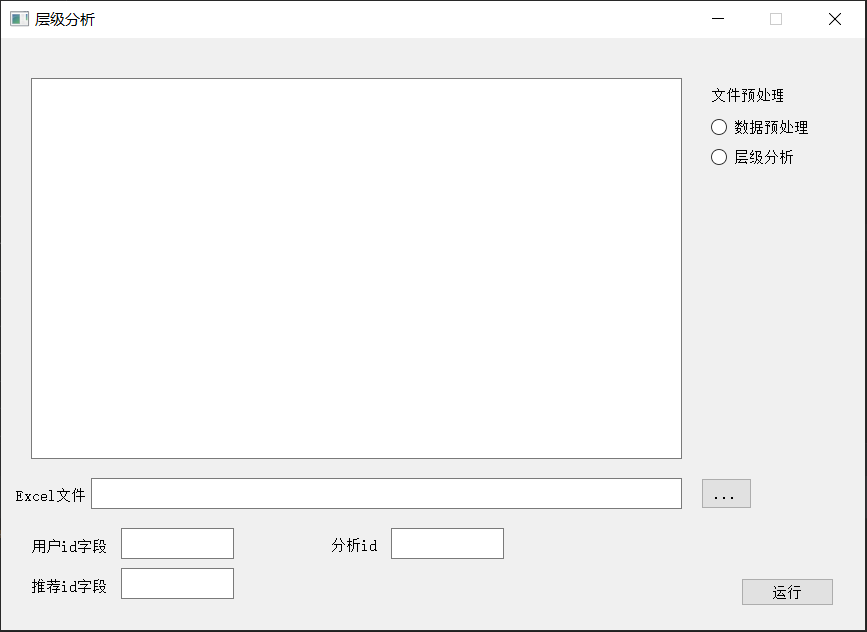 层级分析
文件预处理
数据预处理
层级分析
Excel文件
...
用户id字段
分析id
推荐id字段
运行